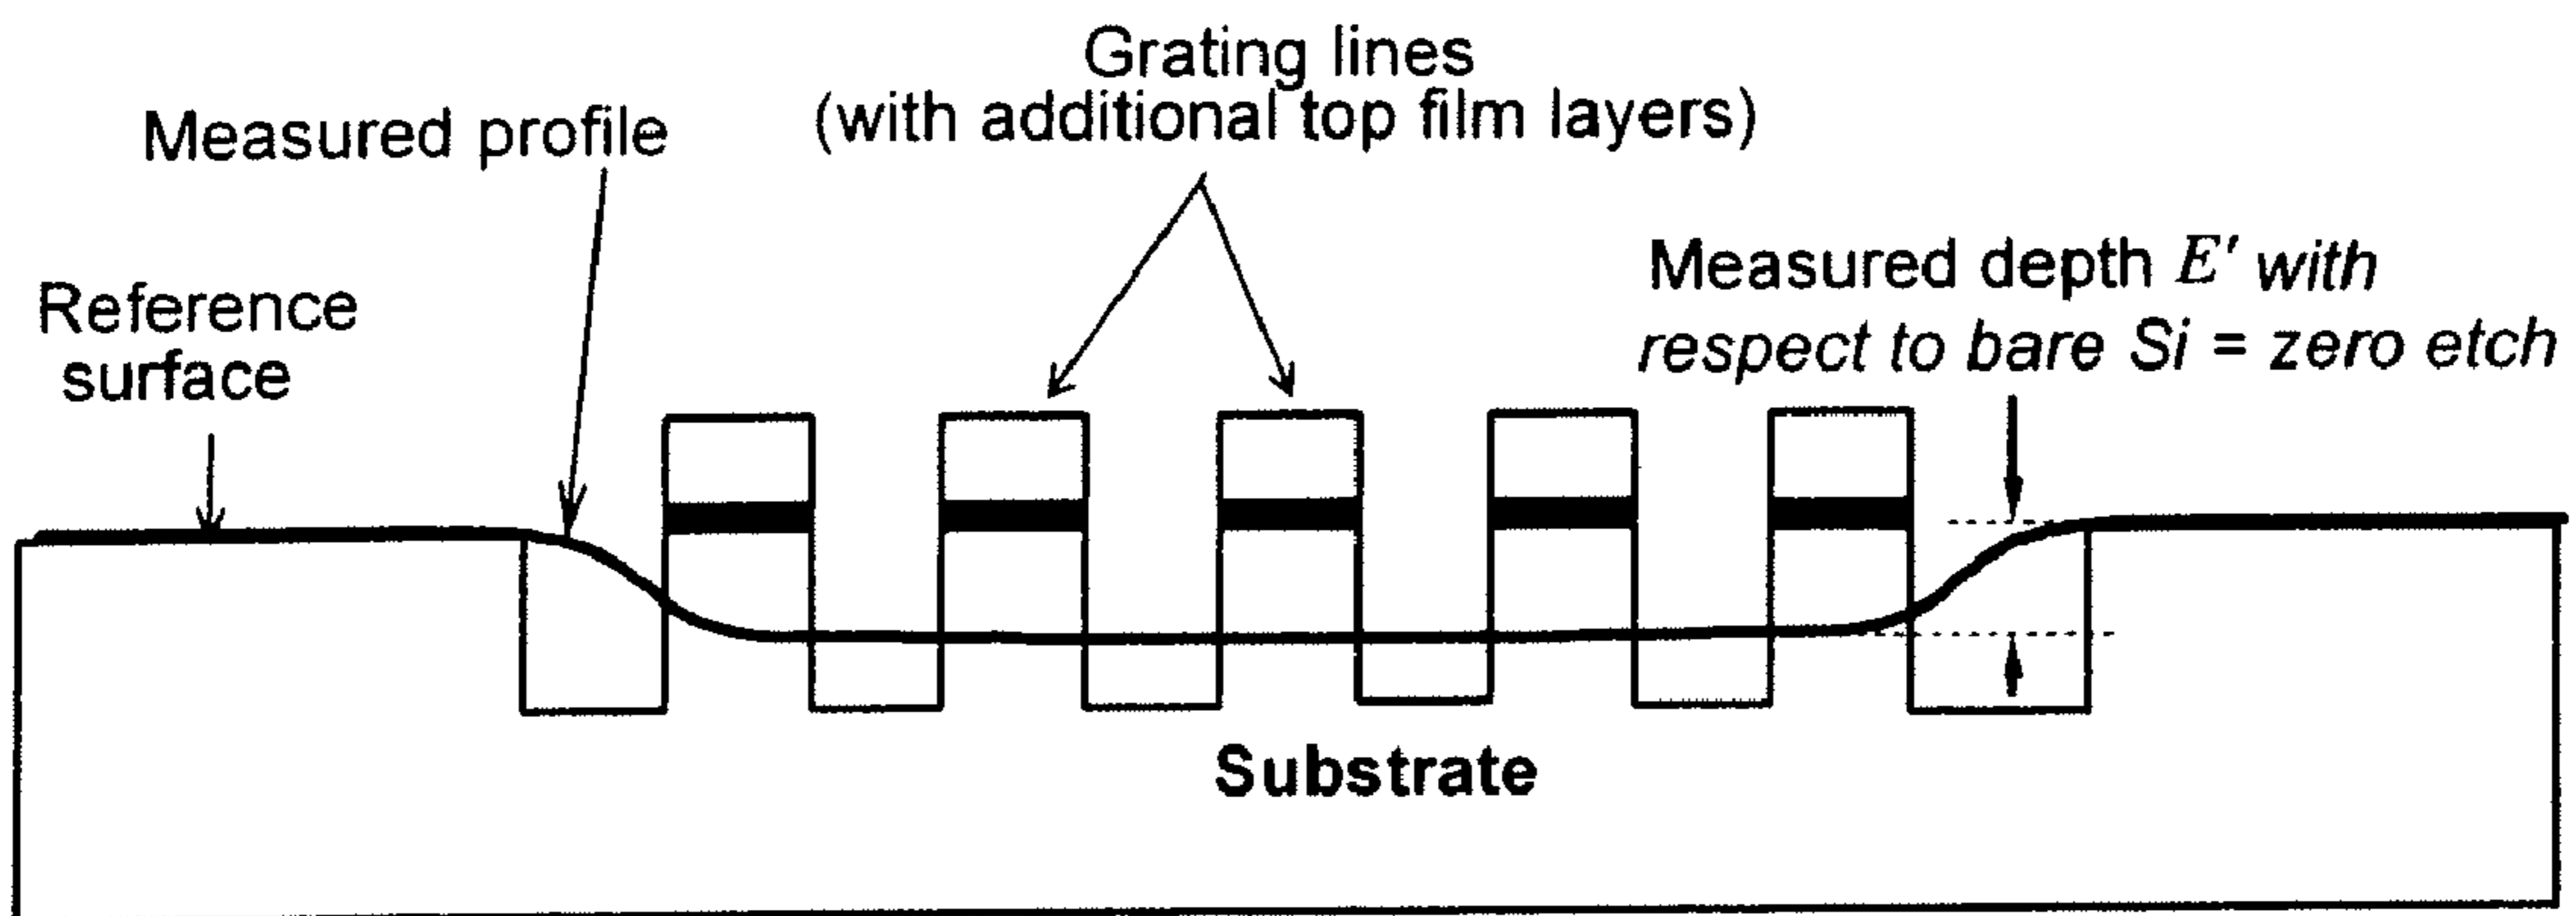 Grating lines
(with additional top film layers)
Measured profile
Measured depth E′ with
respect to bare Si = zero etch
Reference
surface
Substrate